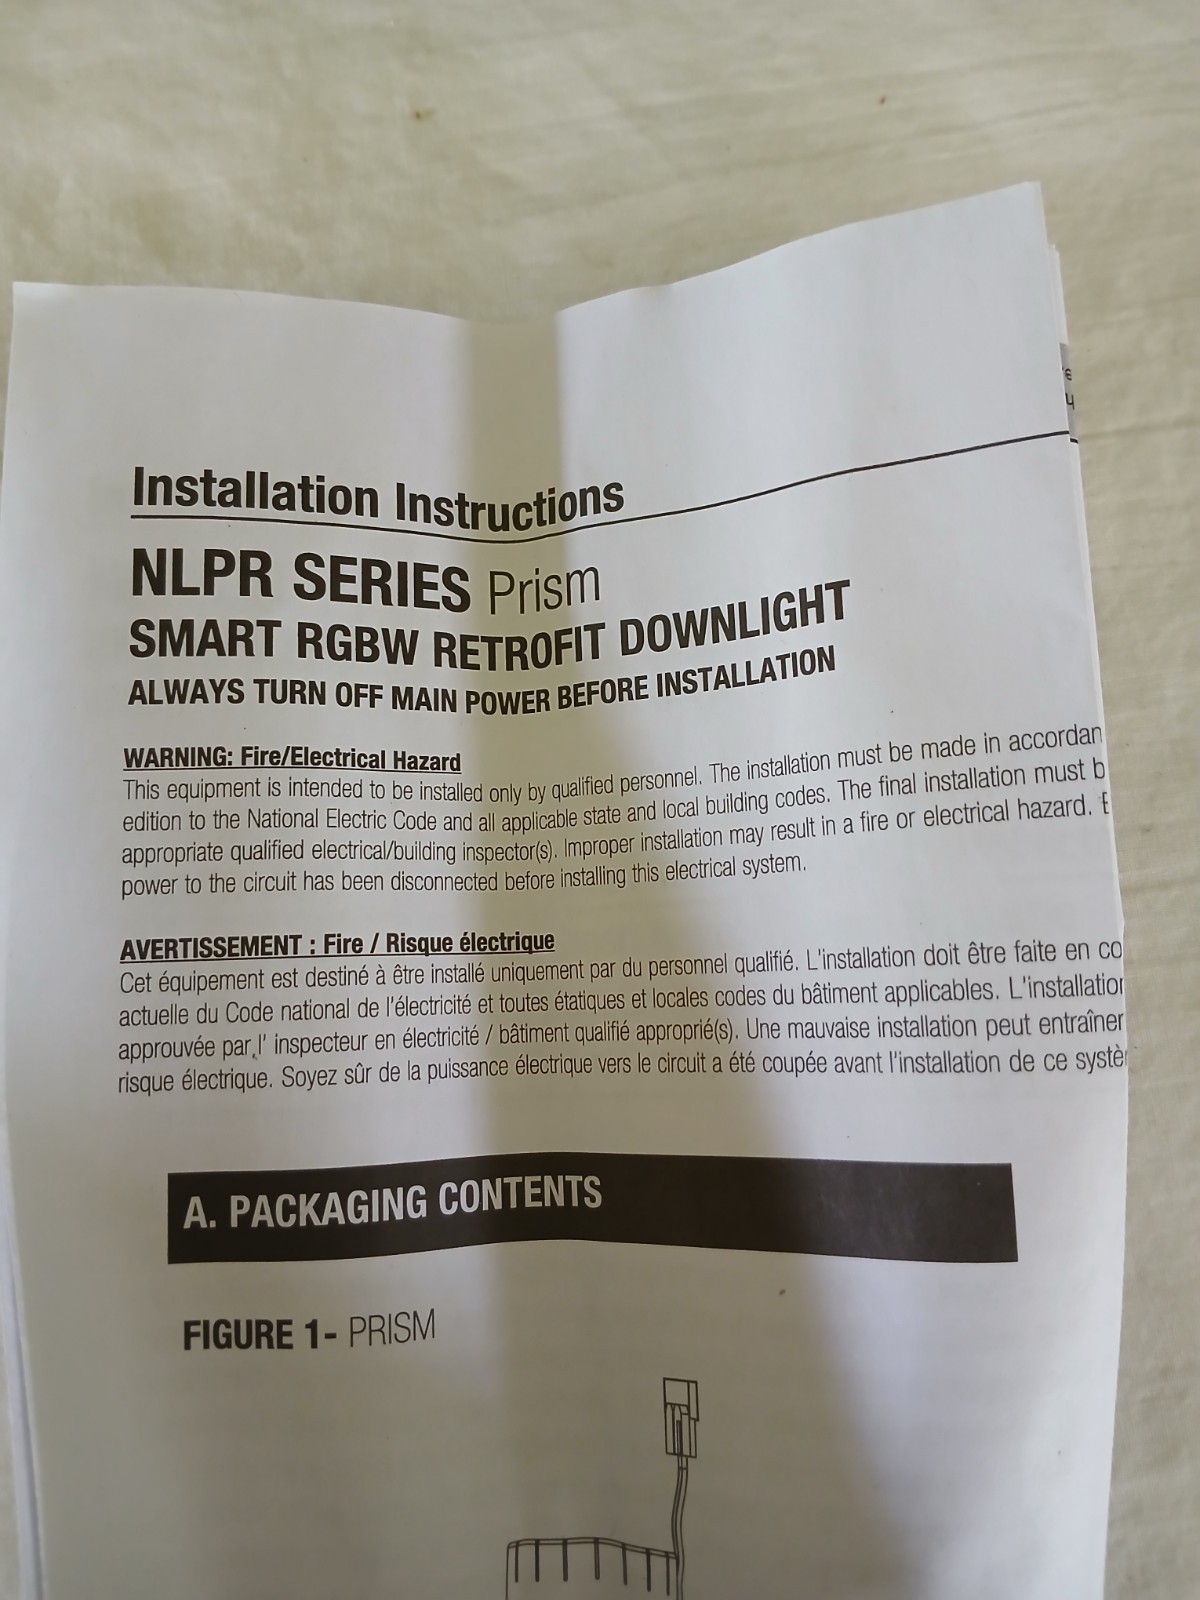 Installation Instructions
NLPR SERIES Prism
SMART RGBW RETROFIT DOWNLIGHT
ALWAYS TURN OFF MAIN POWER BEFORE INSTALLATION
WARNING: Fire/Electrical Hazard
This equipment is intended to be installed only by qualified personnel. The installation must be made in accordan
edition to the National Electric Code and all applicable state and local building codes. The final installation must b
appropriate qualified electrical/building inspector(s). Improper installation may result in a fire or electrical hazard. E
power to the circuit has been disconnected before installing this electrical system.
AVERTISSEMENT : Fire / Risque électrique
Cet équipement est destiné à être installé uniquement par du personnel qualifié. L'installation doit être faite en co
actuelle du Code national de l'électricité et toutes étatiques et locales codes du bâtiment applicables. L'installation
approuvée par l' inspecteur en électricité / bâtiment qualifié approprié(s). Une mauvaise installation peut entraîner
risque électrique. Soyez sûr de la puissance électrique vers le circuit a été coupée avant l'installation de ce systè
A. PACKAGING CONTENTS
FIGURE 1- PRISM